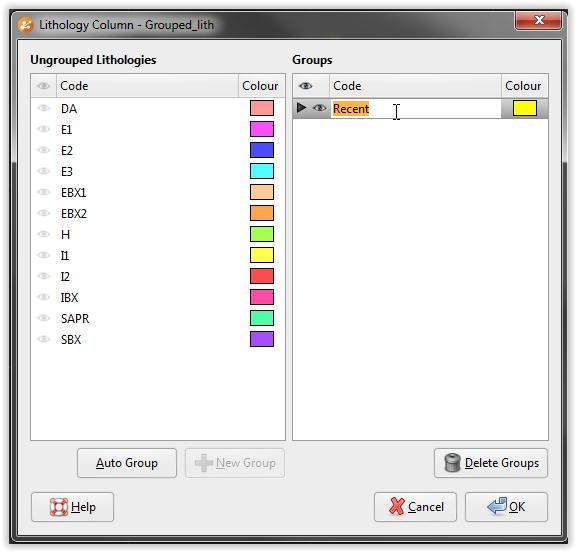 Lithology Column - Grouped_lith
Ungrouped Lithologies
Code Colour
DA
E1
E2
E3
EBX1
EBX2
H
I1
I2
IBX
SAPR
SBX
Auto Group
New Group
Groups
Code Colour
Recent
Delete Groups
Help
Cancel
OK